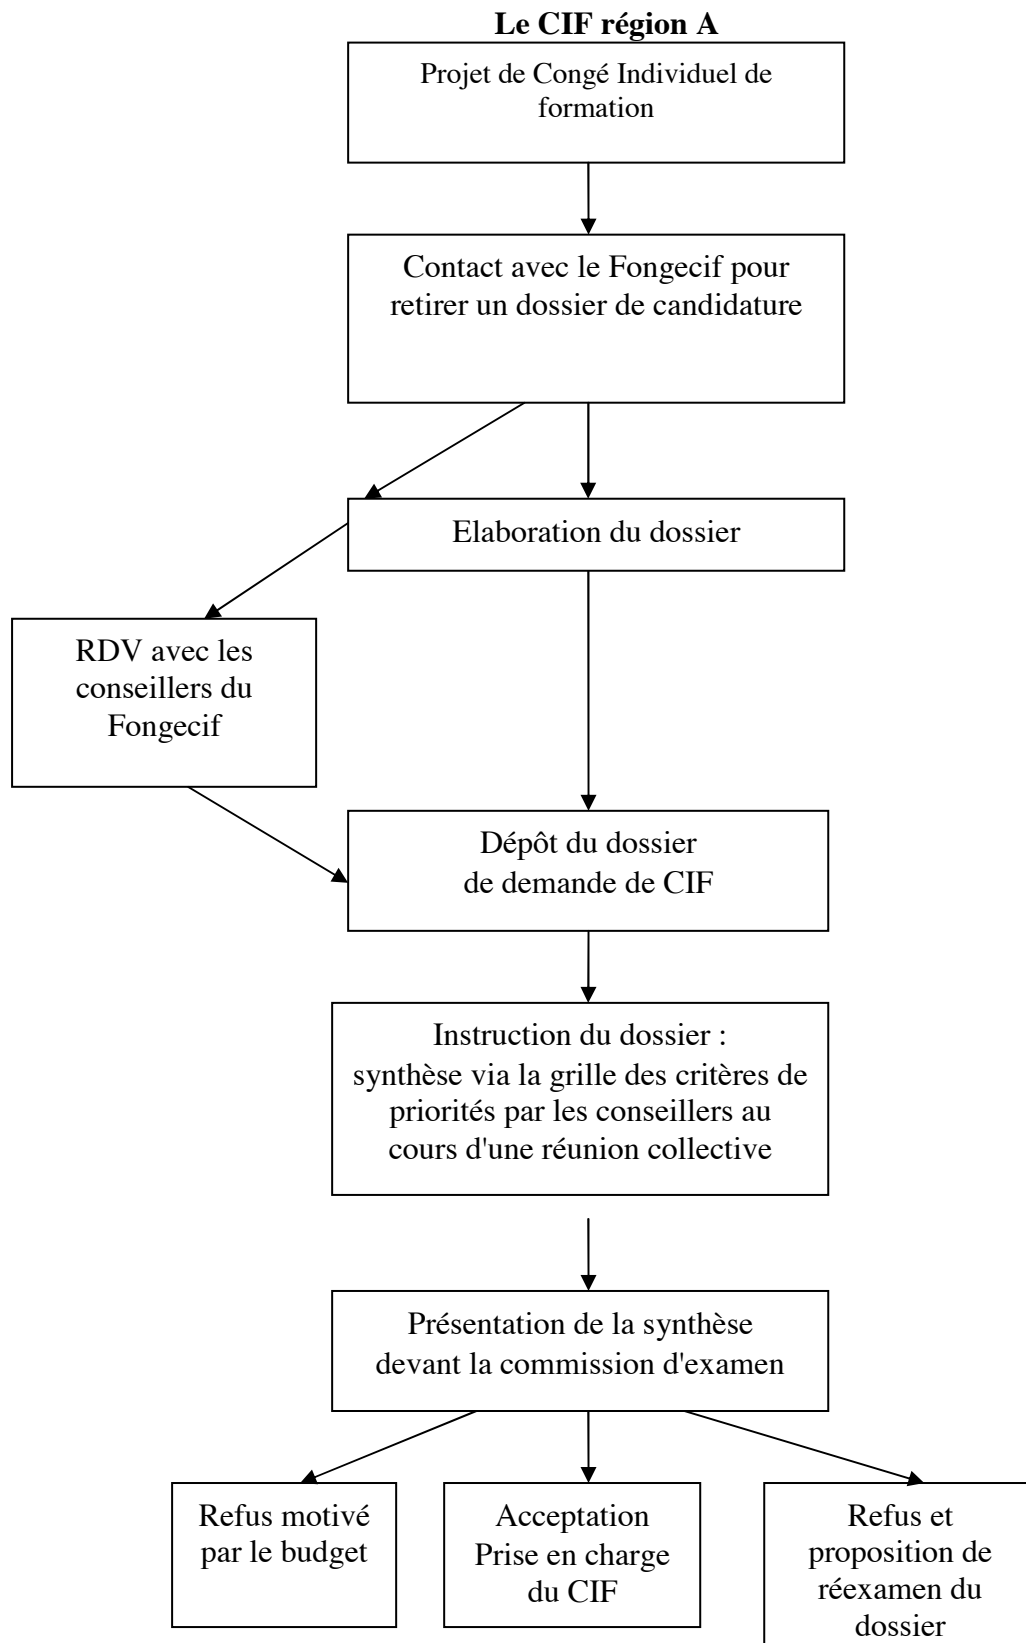 Le CIF région A
Projet de Congé Individuel de
formation
Contact avec le Fongecif pour
retirer un dossier de candidature
Elaboration du dossier
RDV avec les
conseillers du
Fongecif
Dépôt du dossier
de demande de CIF
Instruction du dossier :
synthèse via la grille des critères de
priorités par les conseillers au
cours d'une réunion collective
Présentation de la synthèse
devant la commission d'examen
Refus motivé
par le budget
Acceptation
Prise en charge
du CIF
Refus et
proposition de
réexamen du
dossier